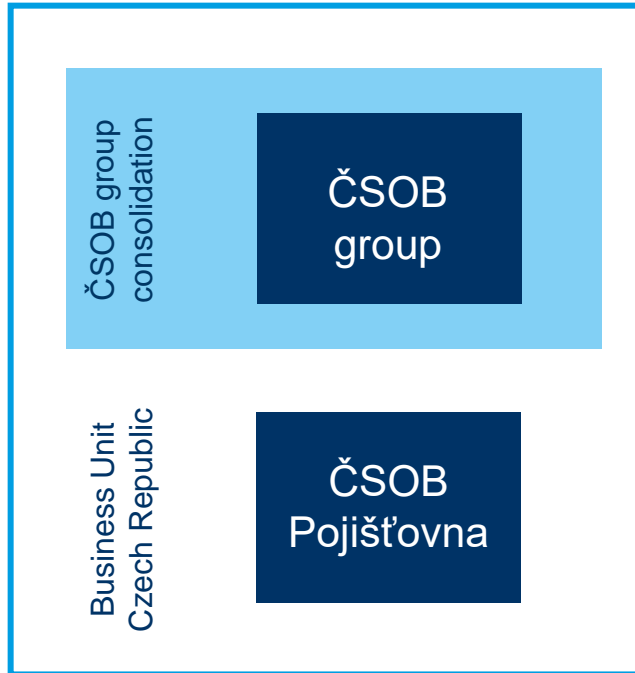 ČSOB group
consolidation
ČSOB
group
Business Unit
Czech Republic
ČSOB
Pojišťovna